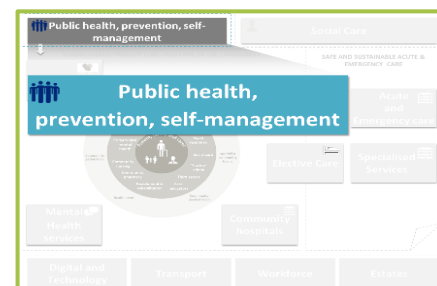 Public health, prevention, self-
management
Social Care
SAFE AND SUSTAINABLE ACUTE &
EMERGENCY CARE
Public health,
prevention, self-management
Acute
and
Emergency care
Elective Care
Specialised
Services
Mental
Health
services
Community
hospitals
Digital and
Technology
Transport
Workforce
Estates